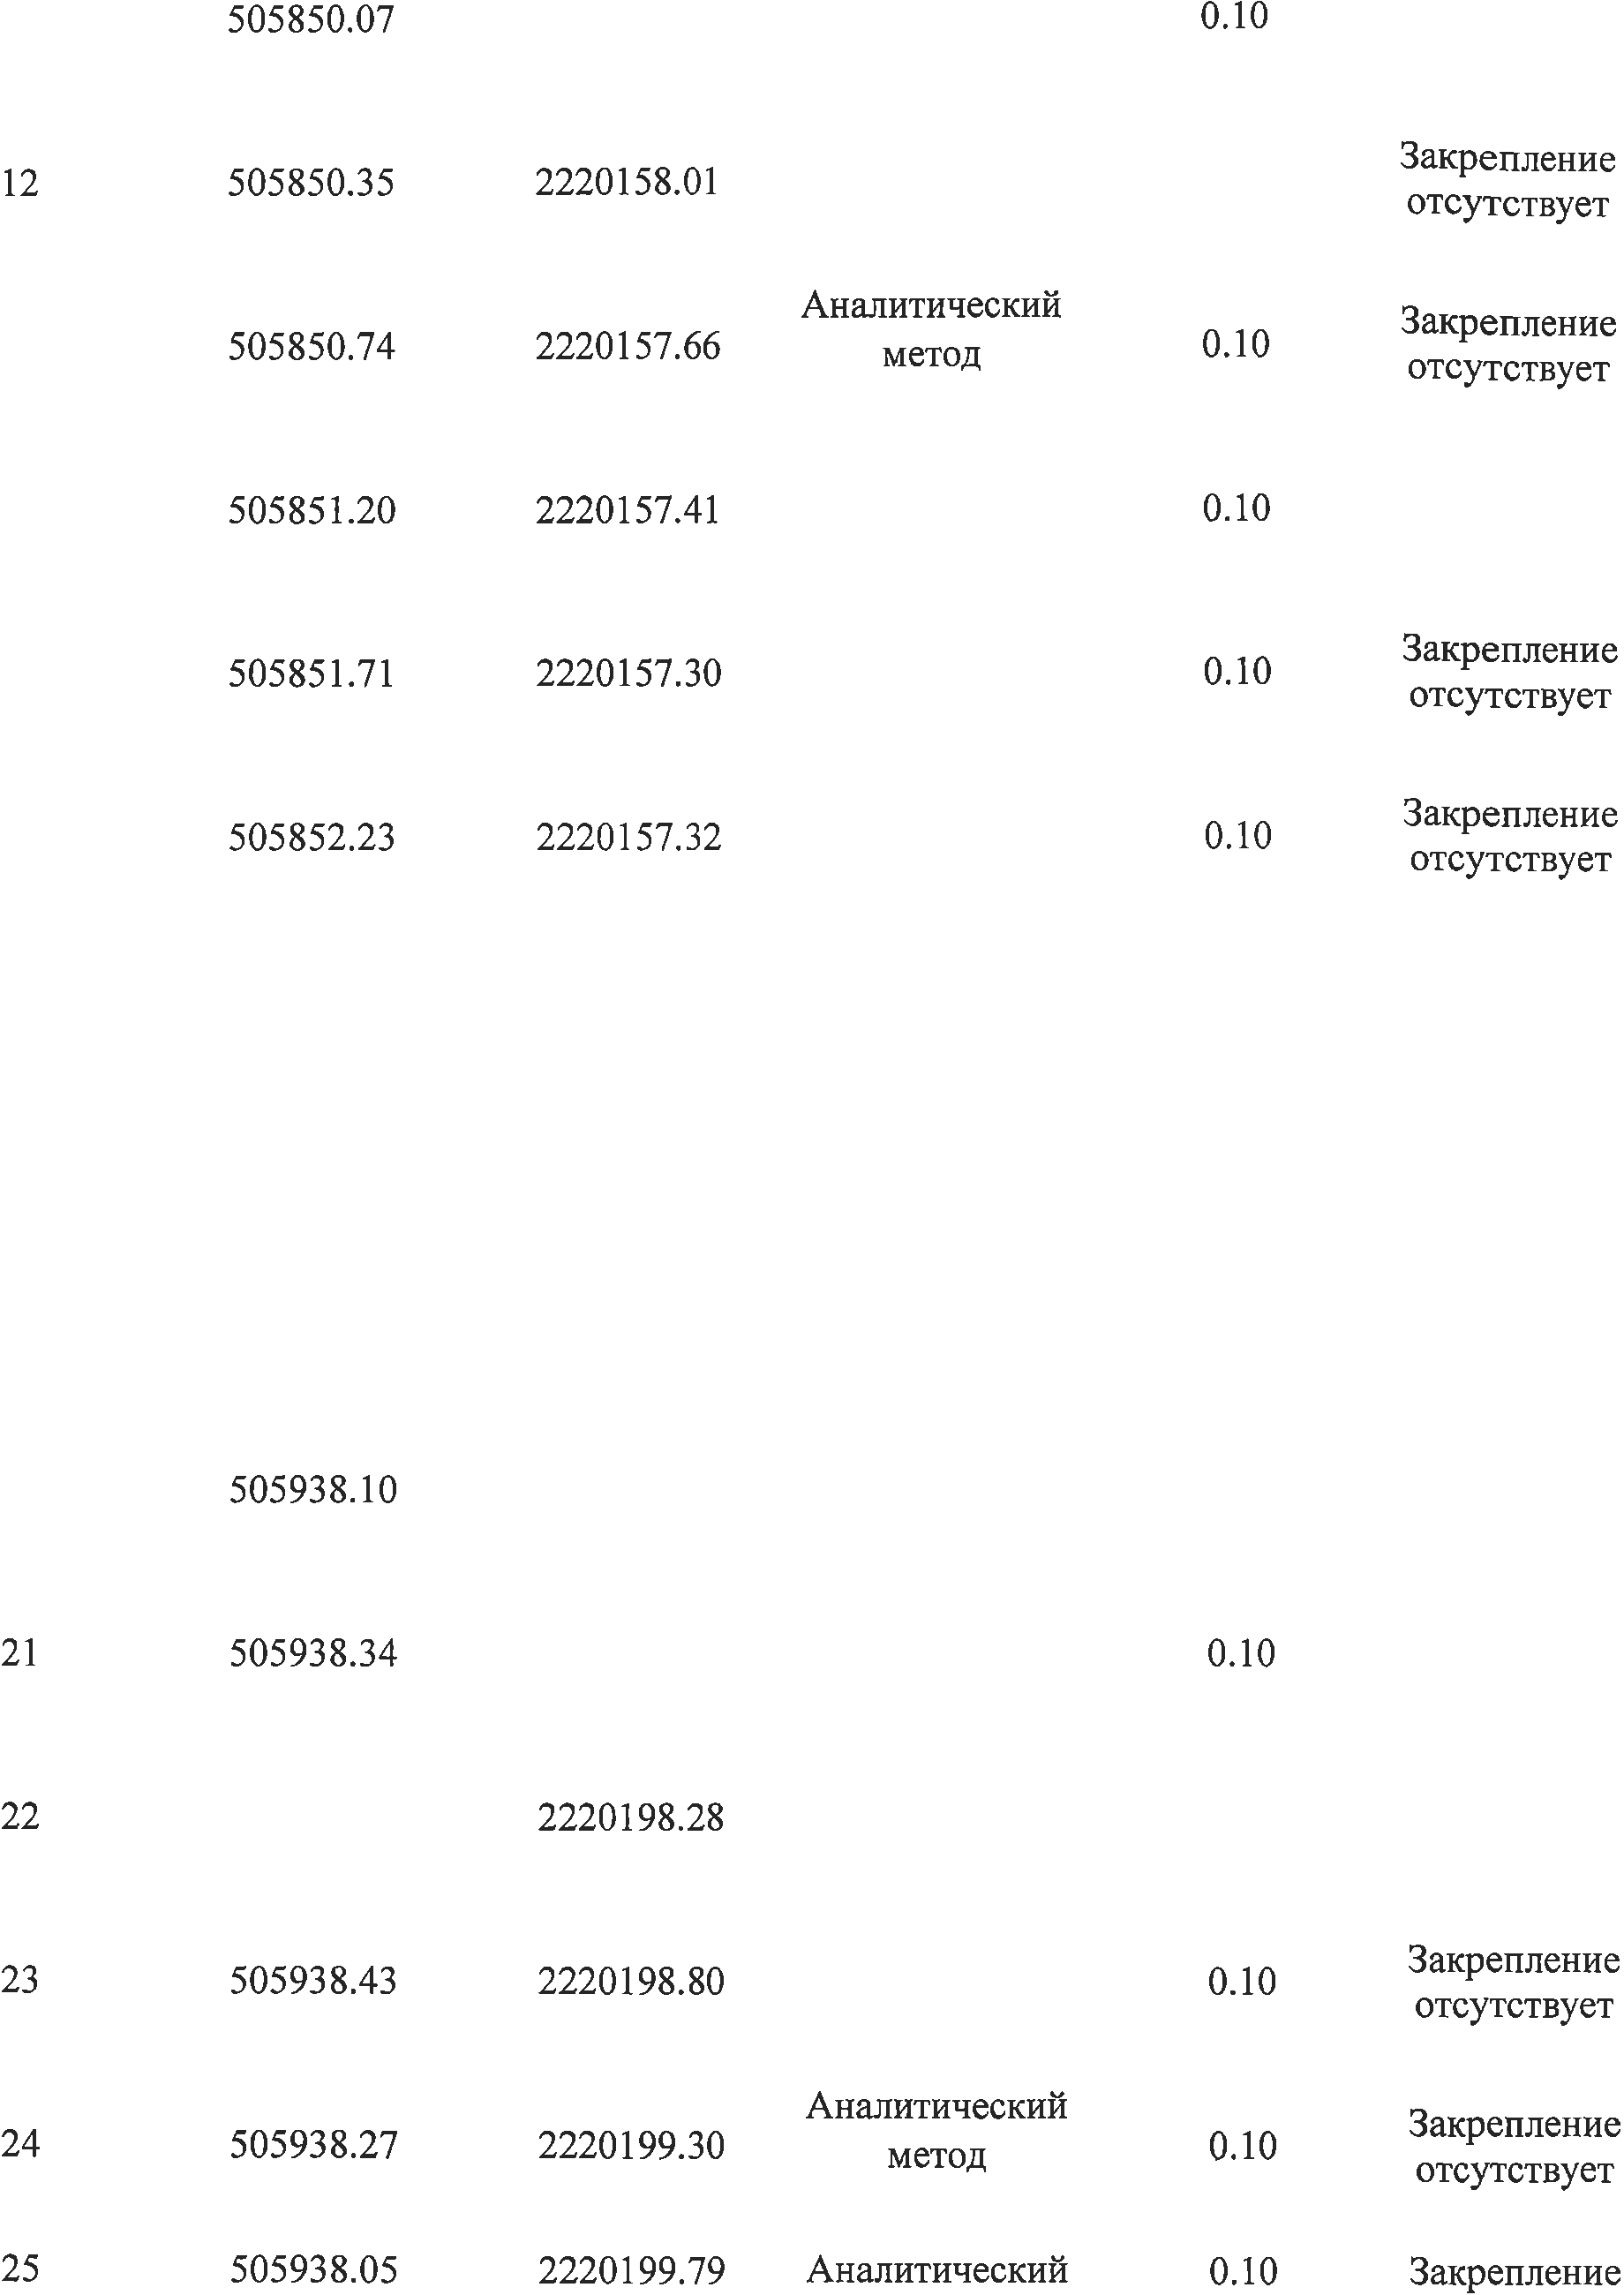 505850.07 0.10
12 505850.35 2220158.01 Закрепление
отсутствует
505850.74 2220157.66 Аналитический
метод 0.10 Закрепление
отсутствует
505851.20 2220157.41 0.10
505851.71 2220157.30 0.10 Закрепление
отсутствует
505852.23 2220157.32 0.10 Закрепление
отсутствует
505938.10
21 505938.34 0.10
22 2220198.28
23 505938.43 2220198.80 0.10 Закрепление
отсутствует
24 505938.27 2220199.30 Аналитический
метод 0.10 Закрепление
отсутствует
25 505938.05 2220199.79 Аналитический 0.10 Закрепление